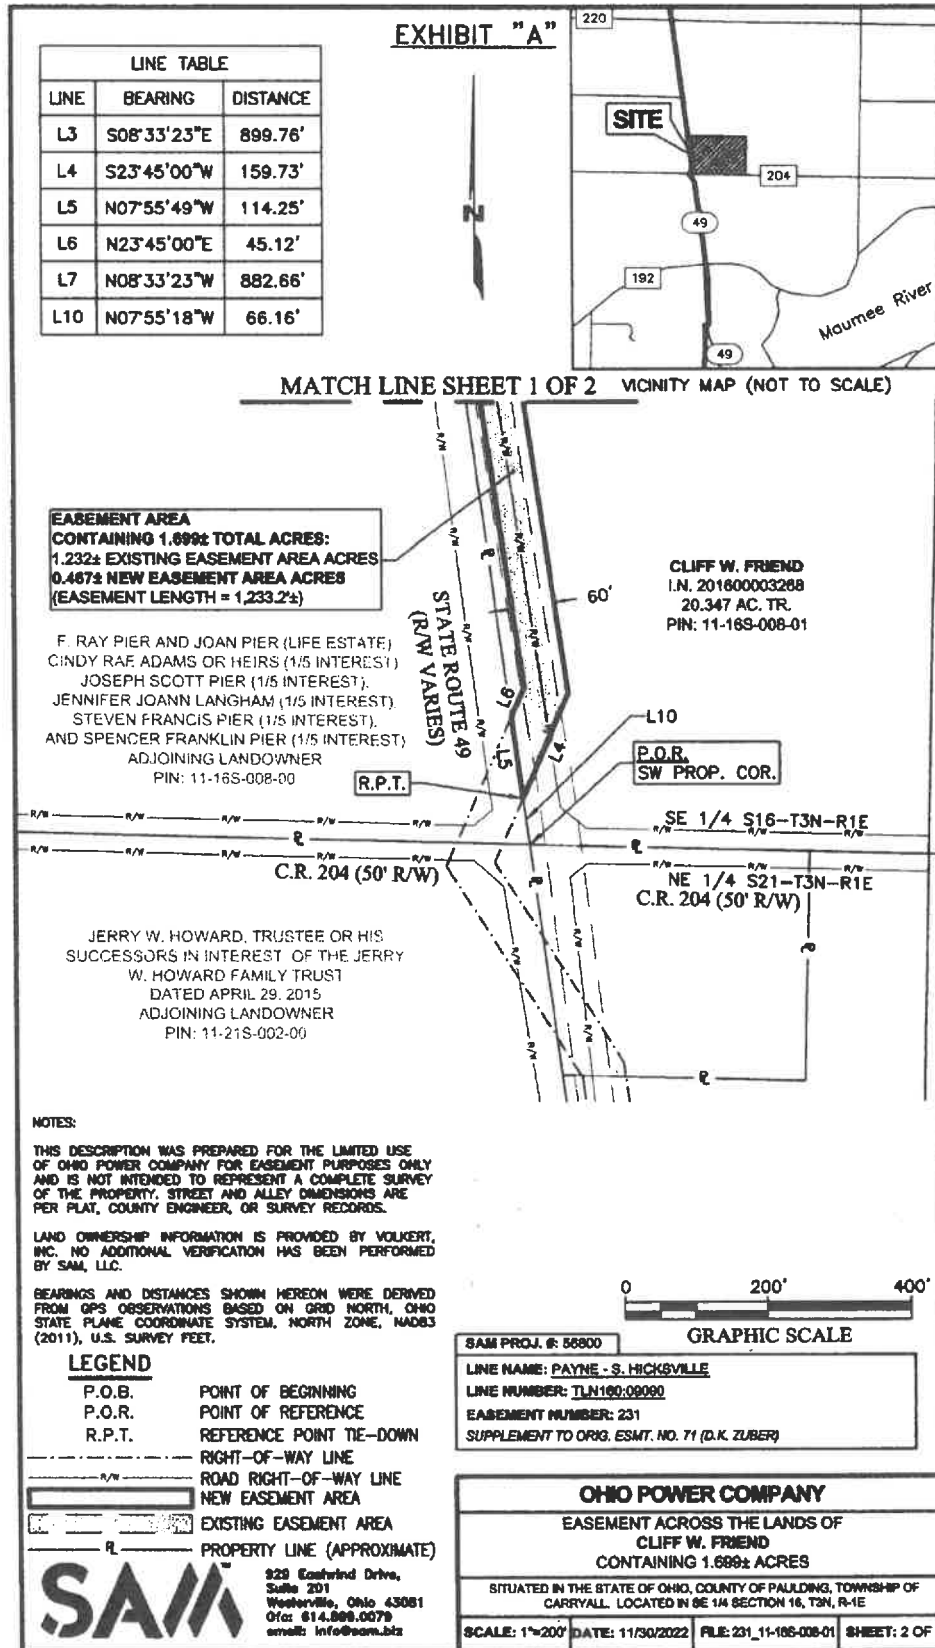 EXHIBIT "A"
LINE TABLE
LINE BEARING DISTANCE
L3 S08°33'23"E 899.76'
L4 S23°45'00"W 159.73'
L5 N07°55'49"W 114.25'
L6 N23°45'00"E 45.12'
L7 N08°33'23"W 882.66'
L10 N07°55'18"W 66.16'
N
220
SITE
204
49
192
Maumee River
49
MATCH LINE SHEET 1 OF 2
VICINITY MAP (NOT TO SCALE)
EASEMENT AREA
CONTAINING 1.699± TOTAL ACRES:
1.232± EXISTING EASEMENT AREA ACRES
0.467± NEW EASEMENT AREA ACRES
(EASEMENT LENGTH = 1,233.2'±)
CLIFF W. FRIEND
I.N. 201600003268
20.347 AC. TR.
PIN: 11-16S-008-01
60'
STATE ROUTE 49
(R/W VARIES)
F. RAY PIER AND JOAN PIER (LIFE ESTATE)
CINDY RAE ADAMS OR HEIRS (1/5 INTEREST)
JOSEPH SCOTT PIER (1/5 INTEREST),
JENNIFER JOANN LANGHAM (1/5 INTEREST)
STEVEN FRANCIS PIER (1/5 INTEREST),
AND SPENCER FRANKLIN PIER (1/5 INTEREST)
ADJOINING LANDOWNER
PIN: 11-16S-008-00
L6
L5
L4
L10
R.P.T.
P.O.R.
SW PROP. COR.
SE 1/4 S16-T3N-R1E
NE 1/4 S21-T3N-R1E
C.R. 204 (50' R/W)
C.R. 204 (50' R/W)
JERRY W. HOWARD, TRUSTEE OR HIS
SUCCESSORS IN INTEREST OF THE JERRY
W. HOWARD FAMILY TRUST
DATED APRIL 29, 2015
ADJOINING LANDOWNER
PIN: 11-21S-002-00
NOTES:
THIS DESCRIPTION WAS PREPARED FOR THE LIMITED USE
OF OHIO POWER COMPANY FOR EASEMENT PURPOSES ONLY
AND IS NOT INTENDED TO REPRESENT A COMPLETE SURVEY
OF THE PROPERTY. STREET AND ALLEY DIMENSIONS ARE
PER PLAT, COUNTY ENGINEER, OR SURVEY RECORDS.
LAND OWNERSHIP INFORMATION IS PROVIDED BY VOLKERT,
INC. NO ADDITIONAL VERIFICATION HAS BEEN PERFORMED
BY SAM, LLC.
BEARINGS AND DISTANCES SHOWN HEREON WERE DERIVED
FROM GPS OBSERVATIONS BASED ON GRID NORTH, OHIO
STATE PLANE COORDINATE SYSTEM, NORTH ZONE, NAD83
(2011), U.S. SURVEY FEET.
LEGEND
P.O.B. POINT OF BEGINNING
P.O.R. POINT OF REFERENCE
R.P.T. REFERENCE POINT TIE-DOWN
RIGHT-OF-WAY LINE
R/W ROAD RIGHT-OF-WAY LINE
NEW EASEMENT AREA
EXISTING EASEMENT AREA
PROPERTY LINE (APPROXIMATE)
SAM
929 Eastwind Drive,
Suite 201
Westerville, Ohio 43081
Ofc: 614.899.0079
email: info@sam.biz
0 200' 400'
GRAPHIC SCALE
SAM PROJ. #: 56800
LINE NAME: PAYNE - S. HICKSVILLE
LINE NUMBER: TLN160:09090
EASEMENT NUMBER: 231
SUPPLEMENT TO ORIG. ESMT. NO. 71 (D.K. ZUBER)
OHIO POWER COMPANY
EASEMENT ACROSS THE LANDS OF
CLIFF W. FRIEND
CONTAINING 1.699± ACRES
SITUATED IN THE STATE OF OHIO, COUNTY OF PAULDING, TOWNSHIP OF
CARRYALL. LOCATED IN SE 1/4 SECTION 16, T3N, R-1E
SCALE: 1"=200' DATE: 11/30/2022 FILE: 231_11-16S-008-01 SHEET: 2 OF